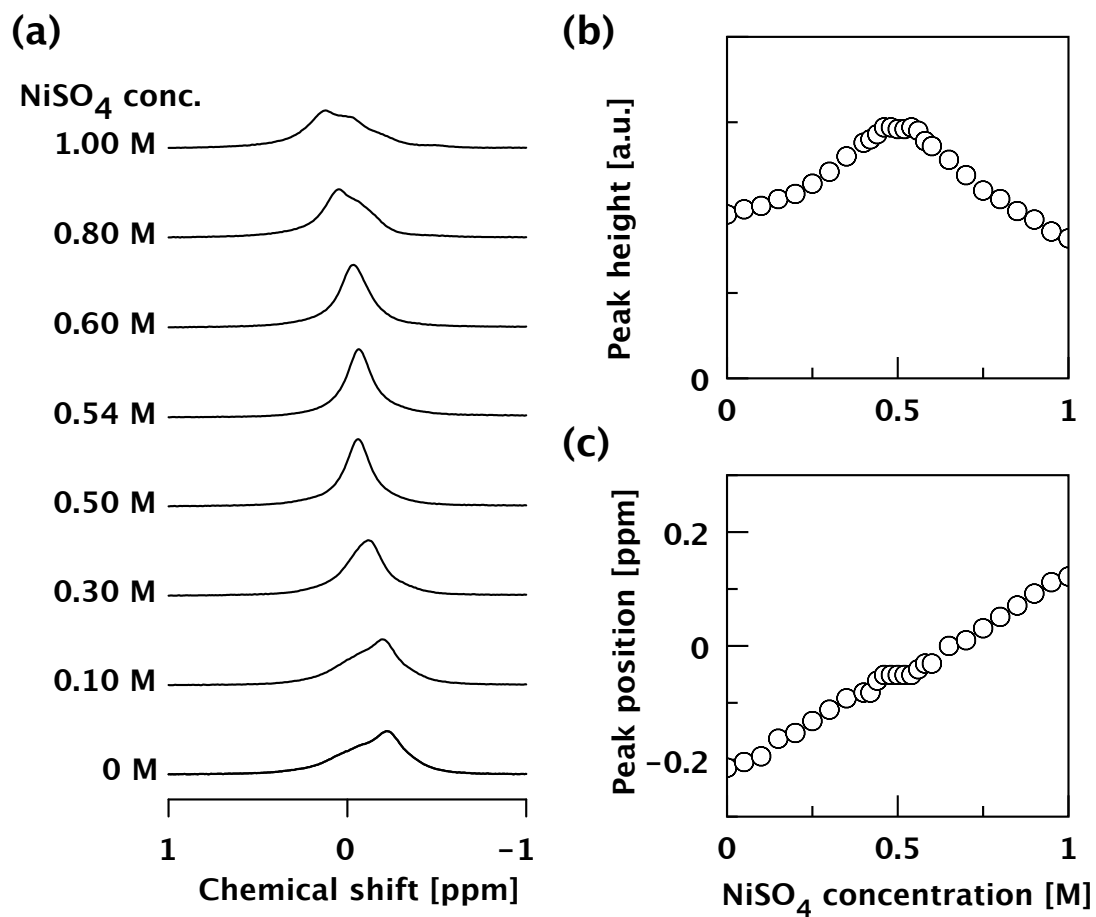 (a)
NiSO4 conc.
1.00 M
0.80 M
0.60 M
0.54 M
0.50 M
0.30 M
0.10 M
0 M
1 0 −1
Chemical shift [ppm]
(b)
Peak height [a.u.]
0
0 0.5 1
(c)
Peak position [ppm]
0.2
0
−0.2
0 0.5 1
NiSO4 concentration [M]